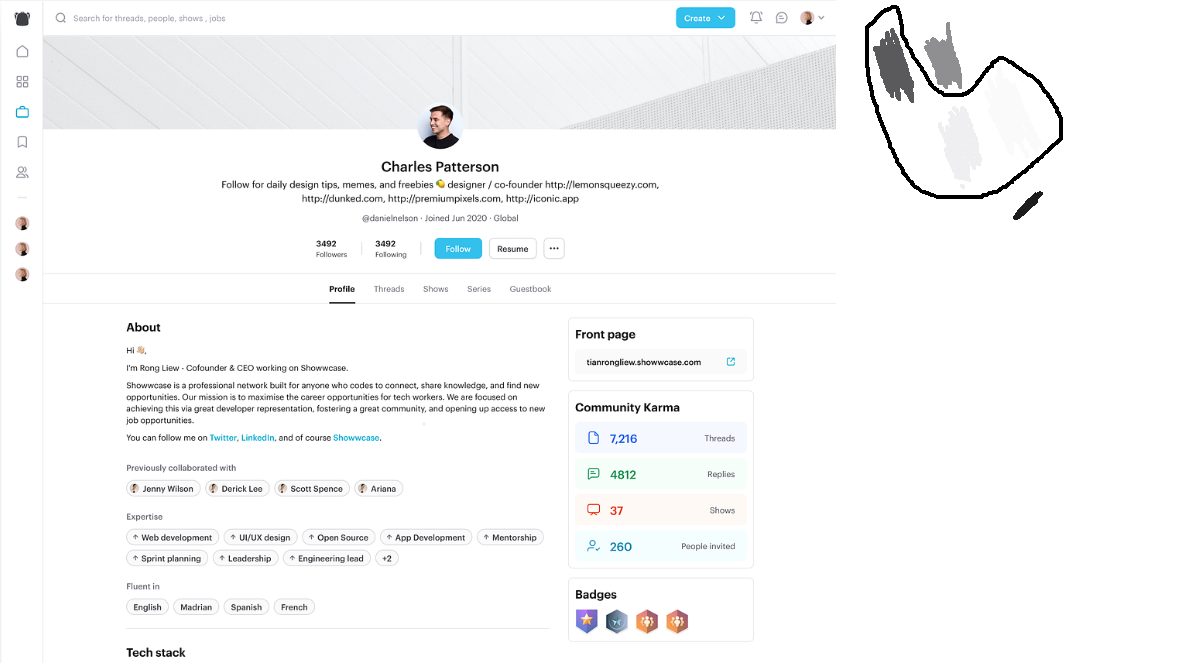 Search for threads, people, shows , jobs
Create
Charles Patterson
Follow for daily design tips, memes, and freebies 🍋 designer / co-founder http://lemonsqueezy.com,
http://dunked.com, http://premiumpixels.com, http://iconic.app
@danielnelson · Joined Jun 2020 · Global
3492
Followers
3492
Following
Follow
Resume
Profile
Threads
Shows
Series
Guestbook
About
Hi 👋🏼,
I'm Rong Liew - Cofounder & CEO working on Showwcase.
Showwcase is a professional network built for anyone who codes to connect, share knowledge, and find new
opportunities. Our mission is to maximise the career opportunities for tech workers. We are focused on
achieving this via great developer representation, fostering a great community, and opening up access to new
job opportunities.
You can follow me on Twitter, LinkedIn, and of course Showwcase.
Previously collaborated with
Jenny Wilson
Derick Lee
Scott Spence
Ariana
Expertise
Web development
UI/UX design
Open Source
App Development
Mentorship
Sprint planning
Leadership
Engineering lead
+2
Fluent in
English
Madrian
Spanish
French
Tech stack
Front page
tianrongliew.showwcase.com
Community Karma
7,216
Threads
4812
Replies
37
Shows
260
People invited
Badges